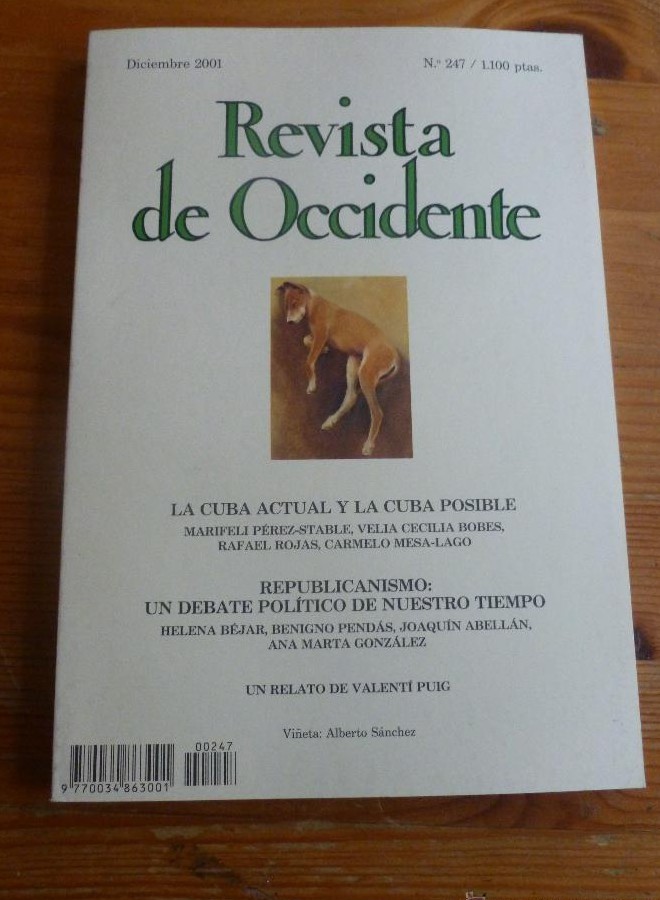 Diciembre 2001
N.º 247 / 1.100 ptas.
Revista
de Occidente
LA CUBA ACTUAL Y LA CUBA POSIBLE
MARIFELI PÉREZ-STABLE, VELIA CECILIA BOBES,
RAFAEL ROJAS, CARMELO MESA-LAGO
REPUBLICANISMO:
UN DEBATE POLÍTICO DE NUESTRO TIEMPO
HELENA BÉJAR, BENIGNO PENDÁS, JOAQUÍN ABELLÁN,
ANA MARTA GONZÁLEZ
UN RELATO DE VALENTÍ PUIG
Viñeta: Alberto Sánchez
00247
9 770034 863001